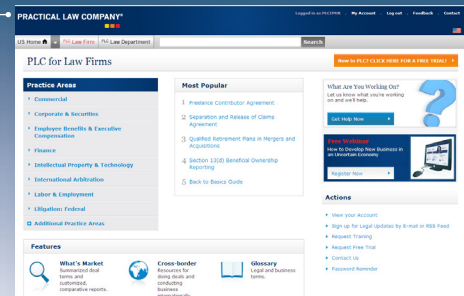 PRACTICAL LAW COMPANY®
Logged in as PLCIPDR . My Account . Log out . Feedback . Contact
US Home PLC Law Firm PLC Law Department Search
PLC for Law Firms
New to PLC? CLICK HERE FOR A FREE TRIAL!
Practice Areas
Commercial
Corporate & Securities
Employee Benefits & Executive
Compensation
Finance
Intellectual Property & Technology
International Arbitration
Labor & Employment
Litigation: Federal
Additional Practice Areas
Most Popular
1 Freelance Contributor Agreement
2 Separation and Release of Claims
Agreement
3 Qualified Retirement Plans in Mergers and
Acquisitions
4 Section 13(d) Beneficial Ownership
Reporting
5 Back to Basics Guide
What Are You Working On?
Let us know what you're working
on and we'll help.
Get Help Now
Free Webinar
How to Develop New Business in
an Uncertain Economy
Register Now
Actions
View your Account
Sign up for Legal Updates by E-mail or RSS Feed
Request Training
Request Free Trial
Contact Us
Password Reminder
Features
What's Market
Summarized deal
terms and
customized,
comparative reports.
Cross-border
Resources for
doing deals and
conducting
business
internationally.
Glossary
Legal and business
terms.